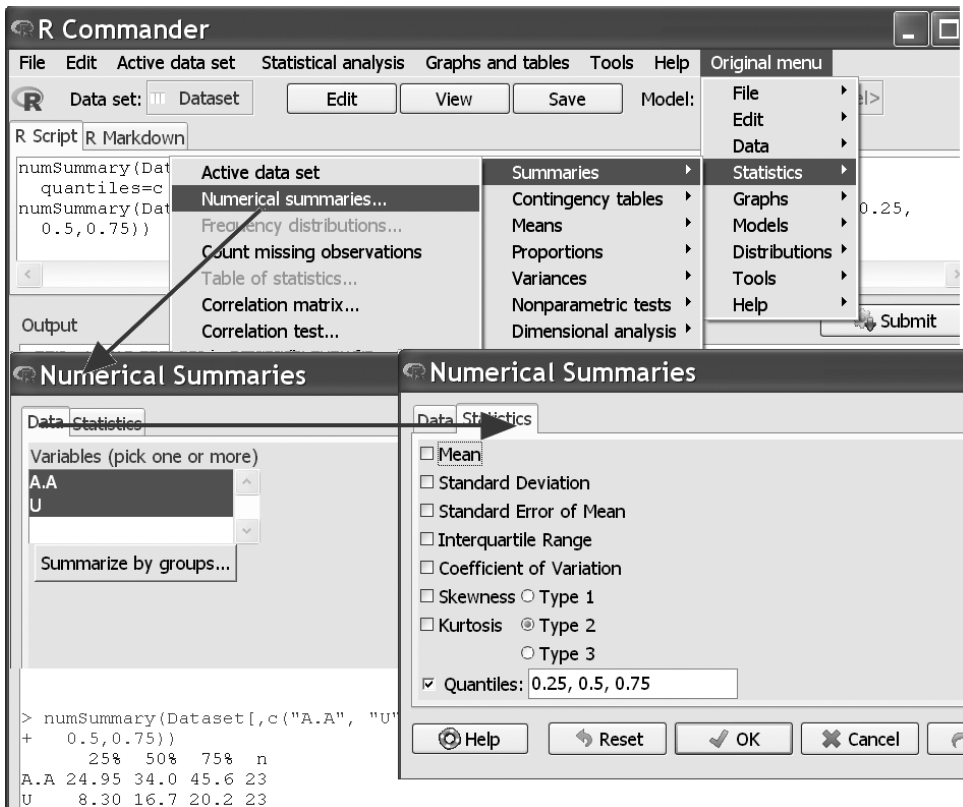 R Commander
File Edit Active data set Statistical analysis Graphs and tables Tools Help Original menu
Data set: Dataset Edit View Save Model:
R Script R Markdown
numSummary(Dat
quantiles=c
numSummary(Dat 0.25,
0.5,0.75))
Active data set
Numerical summaries...
Frequency distributions...
Count missing observations
Table of statistics...
Correlation matrix...
Correlation test...
Summaries
Contingency tables
Means
Proportions
Variances
Nonparametric tests
Dimensional analysis
File
Edit
Data
Statistics
Graphs
Models
Distributions
Tools
Help
Output
Submit
Numerical Summaries
Data Statistics
Variables (pick one or more)
A.A
U
Summarize by groups...
> numSummary(Dataset[,c("A.A", "U"
+ 0.5,0.75))
25% 50% 75% n
A.A 24.95 34.0 45.6 23
U 8.30 16.7 20.2 23
Numerical Summaries
Data Statistics
Mean
Standard Deviation
Standard Error of Mean
Interquartile Range
Coefficient of Variation
Skewness Type 1
Kurtosis Type 2
Type 3
Quantiles: 0.25, 0.5, 0.75
Help Reset OK Cancel